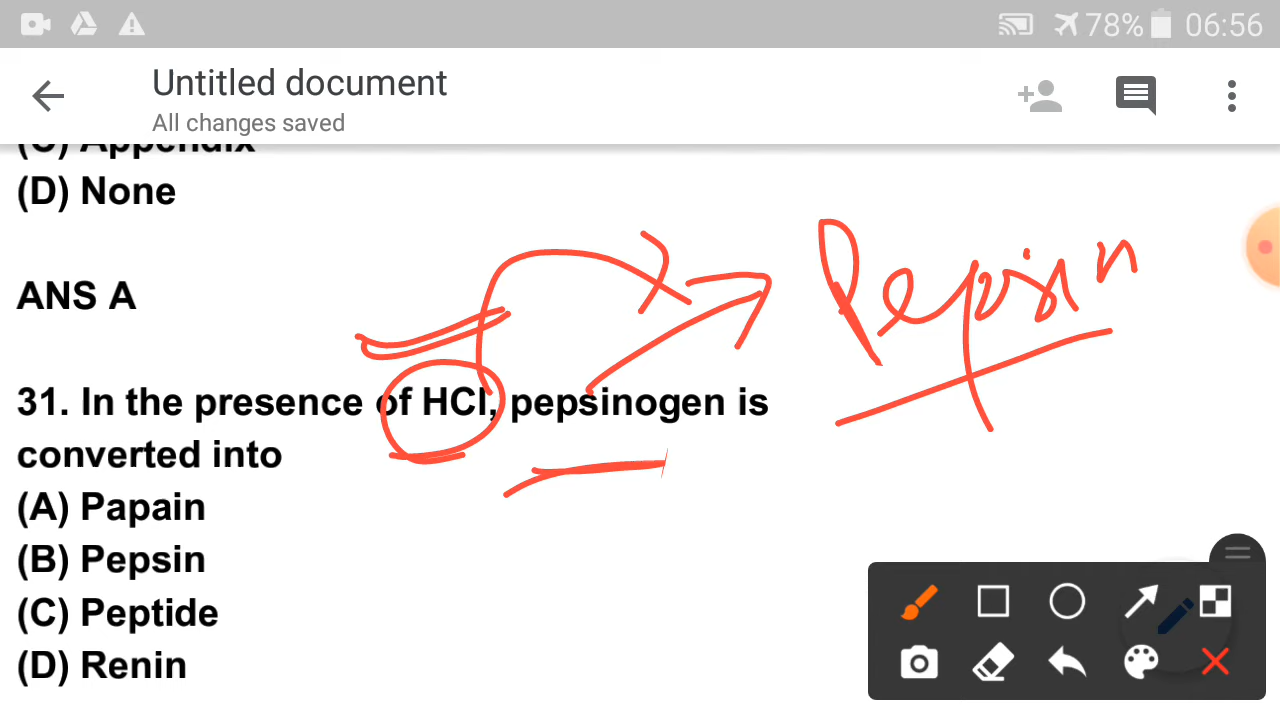 78% 06:56
Untitled document
All changes saved
(C) Appendix
(D) None
ANS A
Pepsin
31. In the presence of HCl, pepsinogen is
converted into
(A) Papain
(B) Pepsin
(C) Peptide
(D) Renin